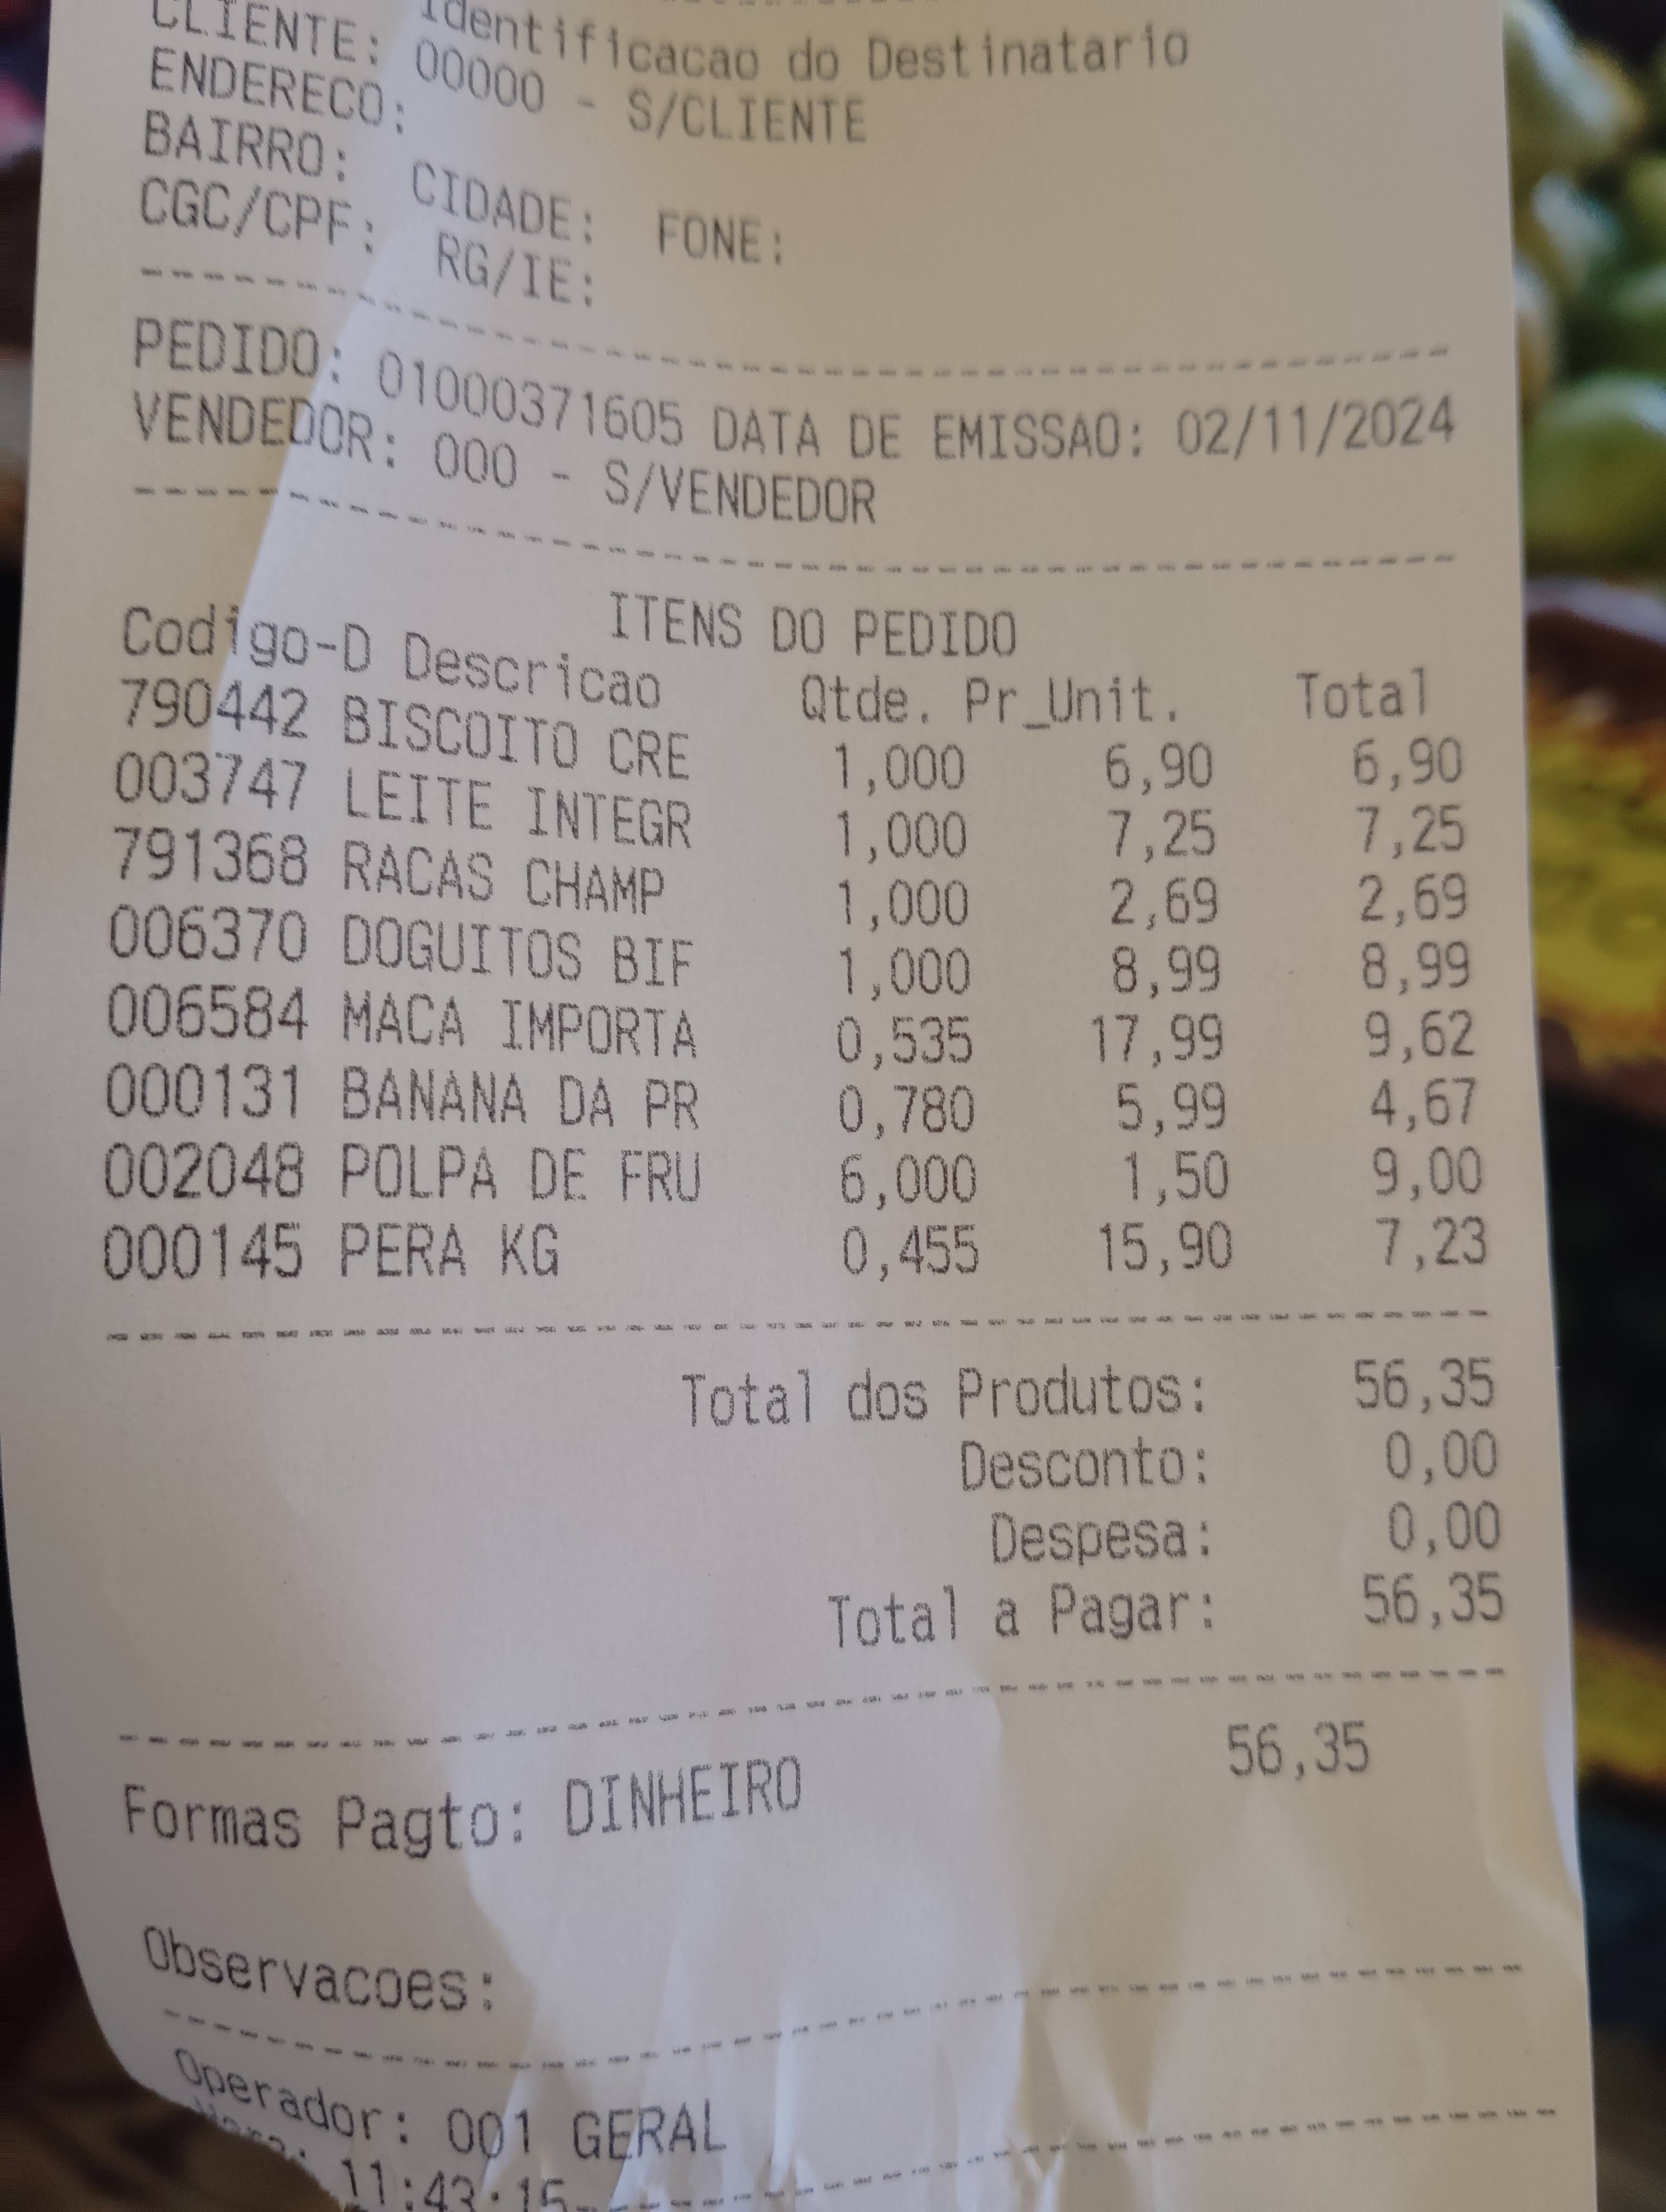 Identificacao do Destinatario
CLIENTE: 00000 - S/CLIENTE
ENDERECO:
BAIRRO: CIDADE: FONE:
CGC/CPF: RG/IE:
PEDIDO: 01000371605 DATA DE EMISSAO: 02/11/2024
VENDEDOR: 000 - S/VENDEDOR
ITENS DO PEDIDO
Codigo-D Descricao Qtde. Pr_Unit. Total
790442 BISCOITO CRE 1,000 6,90 6,90
003747 LEITE INTEGR 1,000 7,25 7,25
791368 RACAS CHAMP 1,000 2,69 2,69
006370 DOGUITOS BIF 1,000 8,99 8,99
006584 MACA IMPORTA 0,535 17,99 9,62
000131 BANANA DA PR 0,780 5,99 4,67
002048 POLPA DE FRU 6,000 1,50 9,00
000145 PERA KG 0,455 15,90 7,23
Total dos Produtos: 56,35
Desconto: 0,00
Despesa: 0,00
Total a Pagar: 56,35
Formas Pagto: DINHEIRO 56,35
Observacoes:
Operador: 001 GERAL
11:43:15